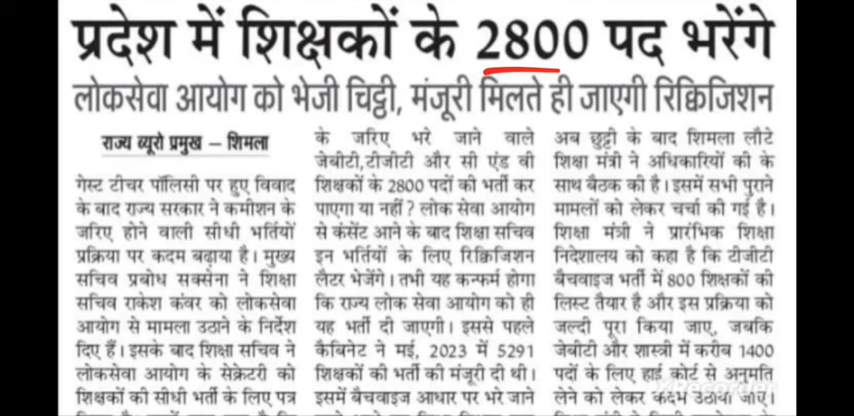 प्रदेश में शिक्षकों के 2800 पद भरेंगे
लोकसेवा आयोग को भेजी चिट्ठी, मंजूरी मिलते ही जाएगी रिक्विजिशन
राज्य ब्यूरो प्रमुख – शिमला
गेस्ट टीचर पॉलिसी पर हुए विवाद
के बाद राज्य सरकार ने कमीशन के
जरिए होने वाली सीधी भर्तियों
प्रक्रिया पर कदम बढ़ाया है। मुख्य
सचिव प्रबोध सक्सेना ने शिक्षा
सचिव राकेश कंवर को लोकसेवा
आयोग से मामला उठाने के निर्देश
दिए हैं। इसके बाद शिक्षा सचिव ने
लोकसेवा आयोग के सेक्रेटरी को
शिक्षकों की सीधी भर्ती के लिए पत्र
के जरिए भरे जाने वाले
जेबीटी,टीजीटी और सी एंड वी
शिक्षकों के 2800 पदों की भर्ती कर
पाएगा या नहीं? लोक सेवा आयोग
से कंसेंट आने के बाद शिक्षा सचिव
इन भर्तियों के लिए रिक्विजिशन
लैटर भेजेंगे। तभी यह कन्फर्म होगा
कि राज्य लोक सेवा आयोग को ही
यह भर्ती दी जाएगी। इससे पहले
कैबिनेट ने मई, 2023 में 5291
शिक्षकों की भर्ती की मंजूरी दी थी।
इसमें बैचवाइज आधार पर भरे जाने
अब छुट्टी के बाद शिमला लौटे
शिक्षा मंत्री ने अधिकारियों की के
साथ बैठक की है। इसमें सभी पुराने
मामलों को लेकर चर्चा की गई है।
शिक्षा मंत्री ने प्रारंभिक शिक्षा
निदेशालय को कहा है कि टीजीटी
बैचवाइज भर्ती में 800 शिक्षकों की
लिस्ट तैयार है और इस प्रक्रिया को
जल्दी पूरा किया जाए, जबकि
जेबीटी और शास्त्री में करीब 1400
पदों के लिए हाई कोर्ट से अनुमति
लेने को लेकर कदम उठाया जाए।